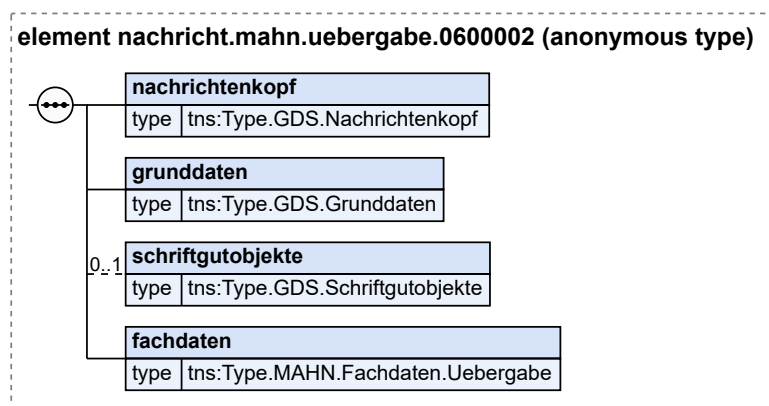 element nachricht.mahn.uebergabe.0600002 (anonymous type)
nachrichtenkopf
type tns:Type.GDS.Nachrichtenkopf
grunddaten
type tns:Type.GDS.Grunddaten
0..1
schriftgutobjekte
type tns:Type.GDS.Schriftgutobjekte
fachdaten
type tns:Type.MAHN.Fachdaten.Uebergabe